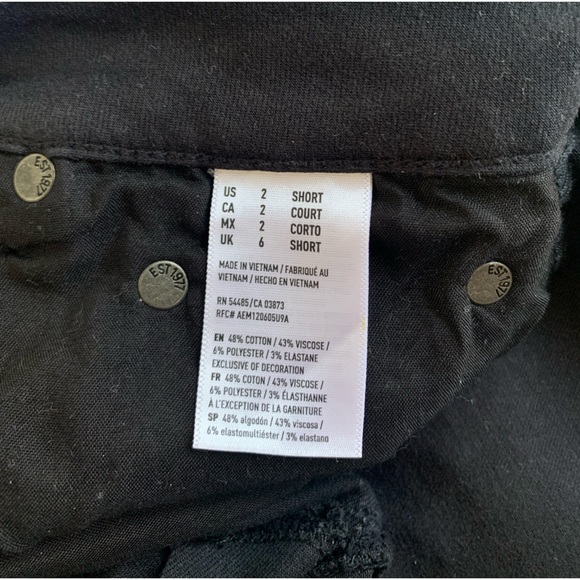 EST 1977
EST 1977
EST 1977
US 2 SHORT
CA 2 COURT
MX 2 CORTO
UK 6 SHORT
MADE IN VIETNAM / FABRIQUÉ AU
VIETNAM / HECHO EN VIETNAM
RN 54485/CA 03873
RFC# AEM120605U9A
EN 48% COTTON / 43% VISCOSE /
6% POLYESTER / 3% ELASTANE
EXCLUSIVE OF DECORATION
FR 48% COTON / 43% VISCOSE /
6% POLYESTER / 3% ÉLASTHANNE
À L'EXCEPTION DE LA GARNITURE
SP 48% algodón / 43% viscosa /
6% elastomultiéster / 3% elastano